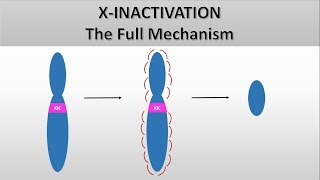 X-INACTIVATION
The Full Mechanism
XIC XIC